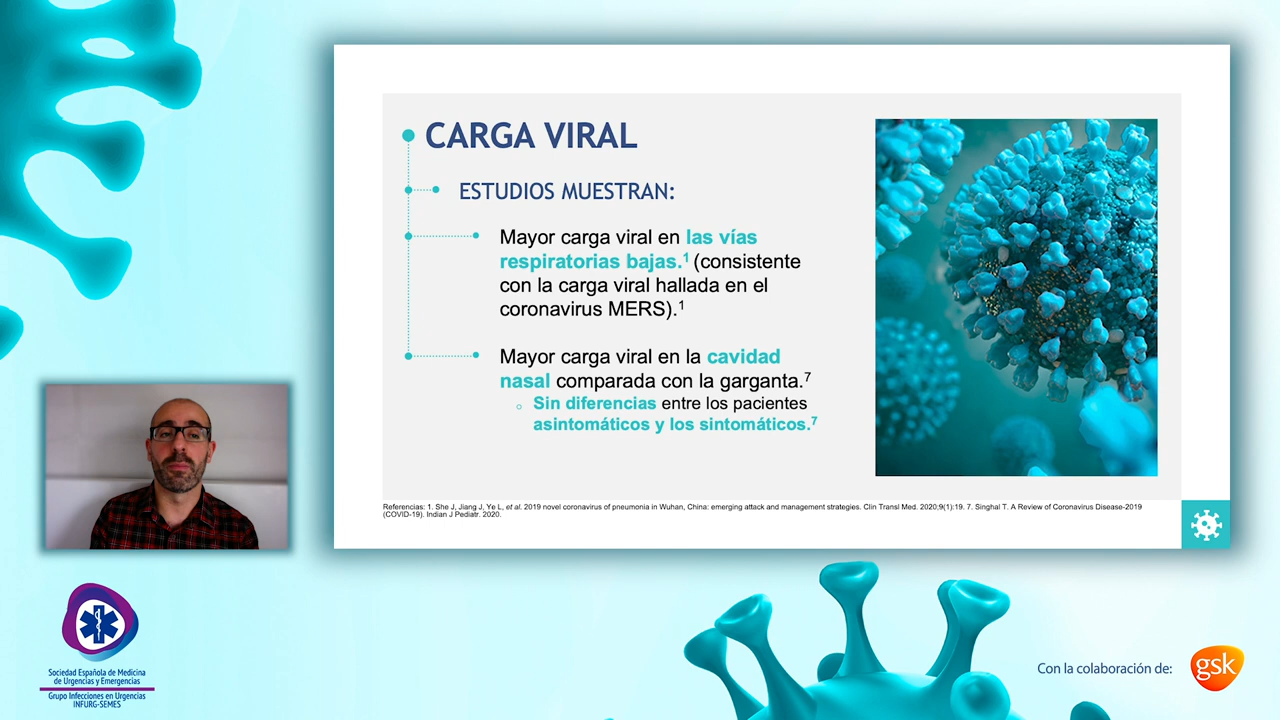 CARGA VIRAL
ESTUDIOS MUESTRAN:
Mayor carga viral en las vías
respiratorias bajas.¹ (consistente
con la carga viral hallada en el
coronavirus MERS).¹
Mayor carga viral en la cavidad
nasal comparada con la garganta.⁷
Sin diferencias entre los pacientes
asintomáticos y los sintomáticos.⁷
Referencias: 1. She J, Jiang J, Ye L, et al. 2019 novel coronavirus of pneumonia in Wuhan, China: emerging attack and management strategies. Clin Transl Med. 2020;9(1):19. 7. Singhal T. A Review of Coronavirus Disease-2019
(COVID-19). Indian J Pediatr. 2020.
Sociedad Española de Medicina
de Urgencias y Emergencias
Grupo Infecciones en Urgencias
INFURG-SEMES
Con la colaboración de:
gsk